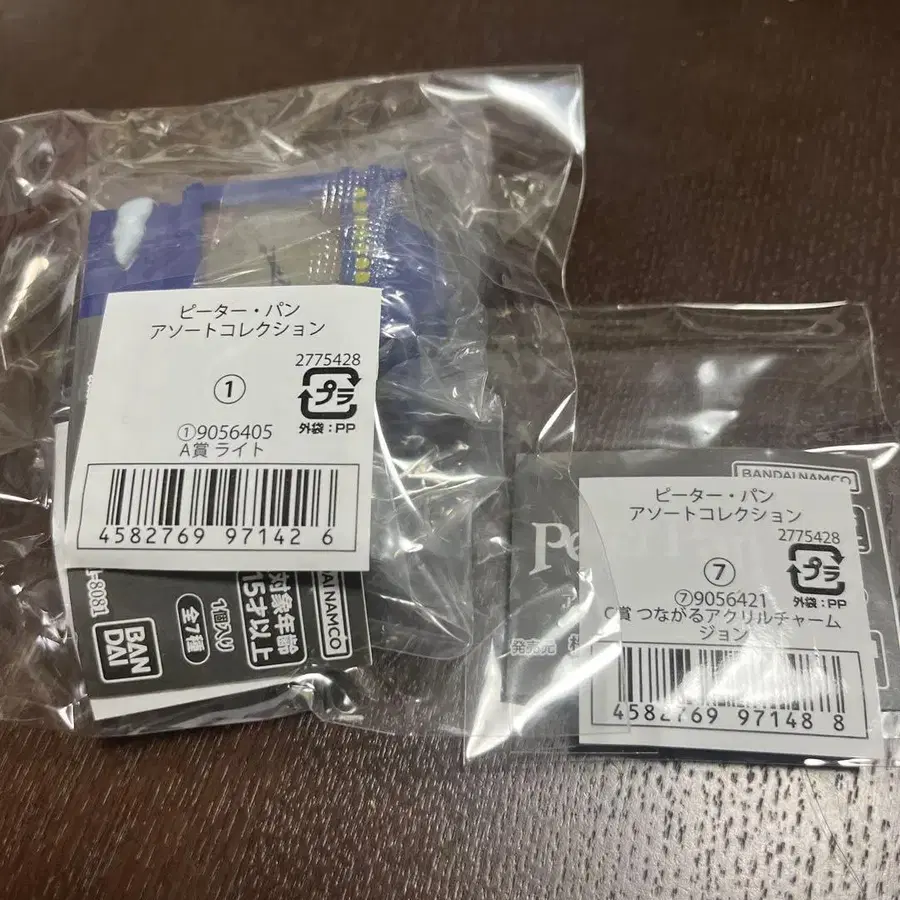 ピーター・パン
アソートコレクション
2775428
①
プラ
外袋:PP
①9056405
A賞 ライト
4582769 97142 6
対象年齢
15才以上
1個入り
全7種
BANDAI NAMCO
BAN
DAI
BANDAI NAMCO
ピーター・パン
アソートコレクション
2775428
⑦
プラ
外袋:PP
⑦9056421
C賞 つながるアクリルチャーム
ジョン
4582769 97148 8
発売元